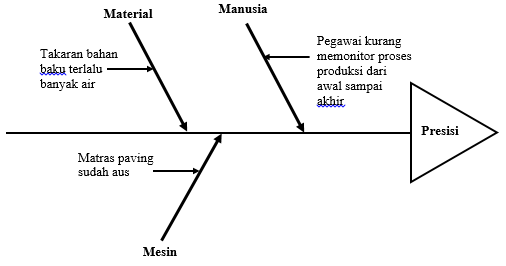 Material
Manusia
Takaran bahan
baku terlalu
banyak air
Pegawai kurang
memonitor proses
produksi dari
awal sampai
akhir
Presisi
Matras paving
sudah aus
Mesin